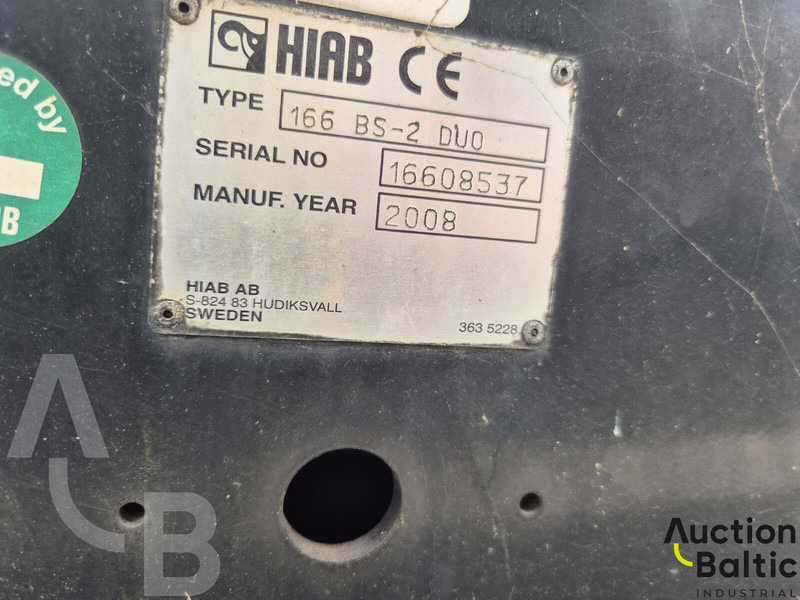 HIAB CE
TYPE 166 BS-2 DUO
SERIAL NO 16608537
MANUF. YEAR 2008
HIAB AB
S-824 83 HUDIKSVALL
SWEDEN
363 5228
ed by
AB
Auction
Baltic
INDUSTRIAL